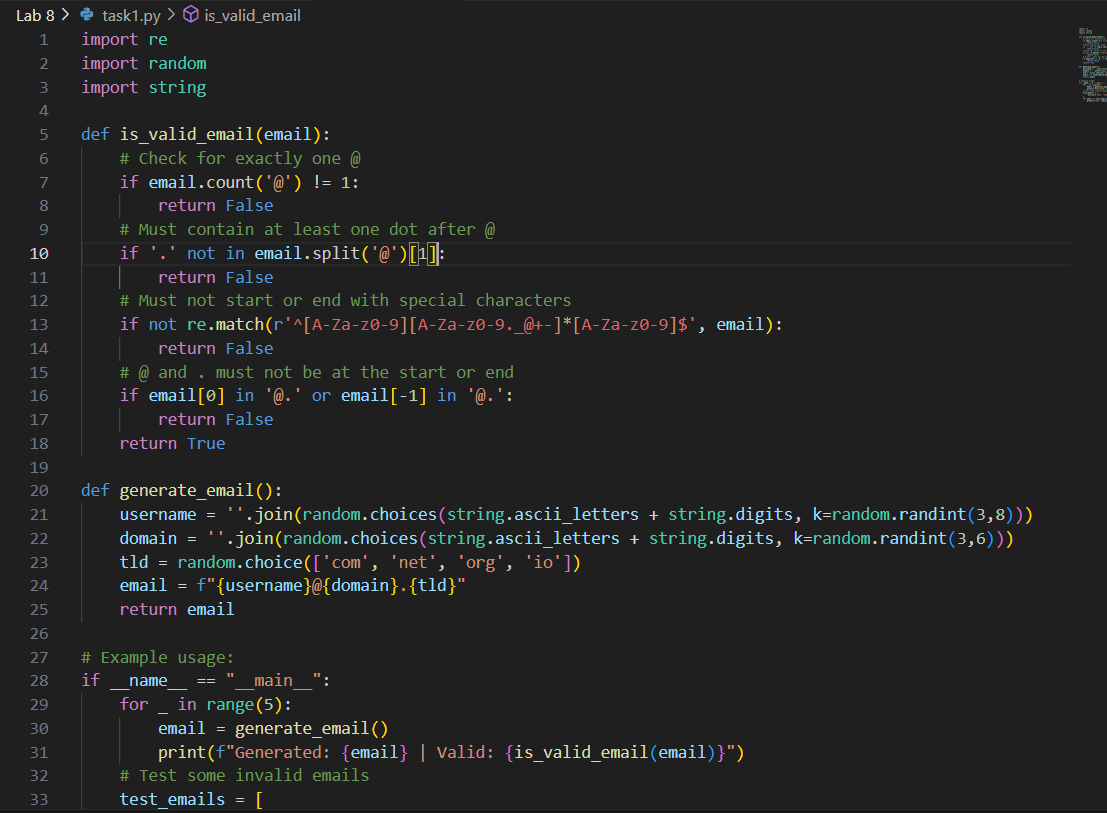 Lab 8 > task1.py > is_valid_email
1 import re
2 import random
3 import string
4
5 def is_valid_email(email):
6     # Check for exactly one @
7     if email.count('@') != 1:
8         return False
9     # Must contain at least one dot after @
10     if '.' not in email.split('@')[1]:
11         return False
12     # Must not start or end with special characters
13     if not re.match(r'^[A-Za-z0-9][A-Za-z0-9._@+-]*[A-Za-z0-9]$', email):
14         return False
15     # @ and . must not be at the start or end
16     if email[0] in '@.' or email[-1] in '@.':
17         return False
18     return True
19
20 def generate_email():
21     username = ''.join(random.choices(string.ascii_letters + string.digits, k=random.randint(3,8)))
22     domain = ''.join(random.choices(string.ascii_letters + string.digits, k=random.randint(3,6)))
23     tld = random.choice(['com', 'net', 'org', 'io'])
24     email = f"{username}@{domain}.{tld}"
25     return email
26
27 # Example usage:
28 if __name__ == "__main__":
29     for _ in range(5):
30         email = generate_email()
31         print(f"Generated: {email} | Valid: {is_valid_email(email)}")
32     # Test some invalid emails
33     test_emails = [